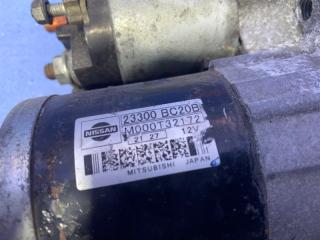 23300 BC20B
NISSAN M000T32172
21 27 12V
MITSUBISHI JAPAN